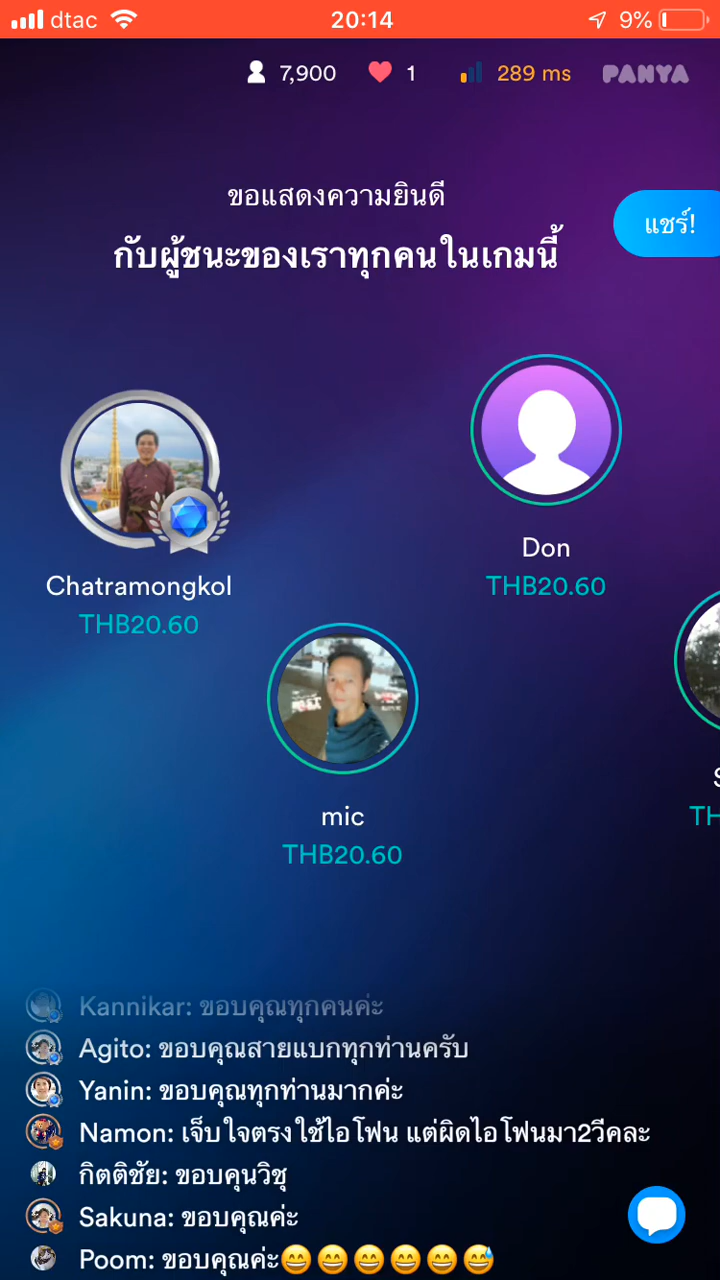 dtac 20:14 9%
7,900 1 289 ms PANYA
ขอแสดงความยินดี
กับผู้ชนะของเราทุกคนในเกมนี้
แชร์!
Don
THB20.60
Chatramongkol
THB20.60
mic
THB20.60
Kannikar: ขอบคุณทุกคนค่ะ
Agito: ขอบคุณสายแบกทุกท่านครับ
Yanin: ขอบคุณทุกท่านมากค่ะ
Namon: เจ็บใจตรงใช้ไอโฟน แต่ผิดไอโฟนมา2วีคละ
กิตติชัย: ขอบคุนวิชุ
Sakuna: ขอบคุณค่ะ
Poom: ขอบคุณค่ะ😄😄😄😄😄😅